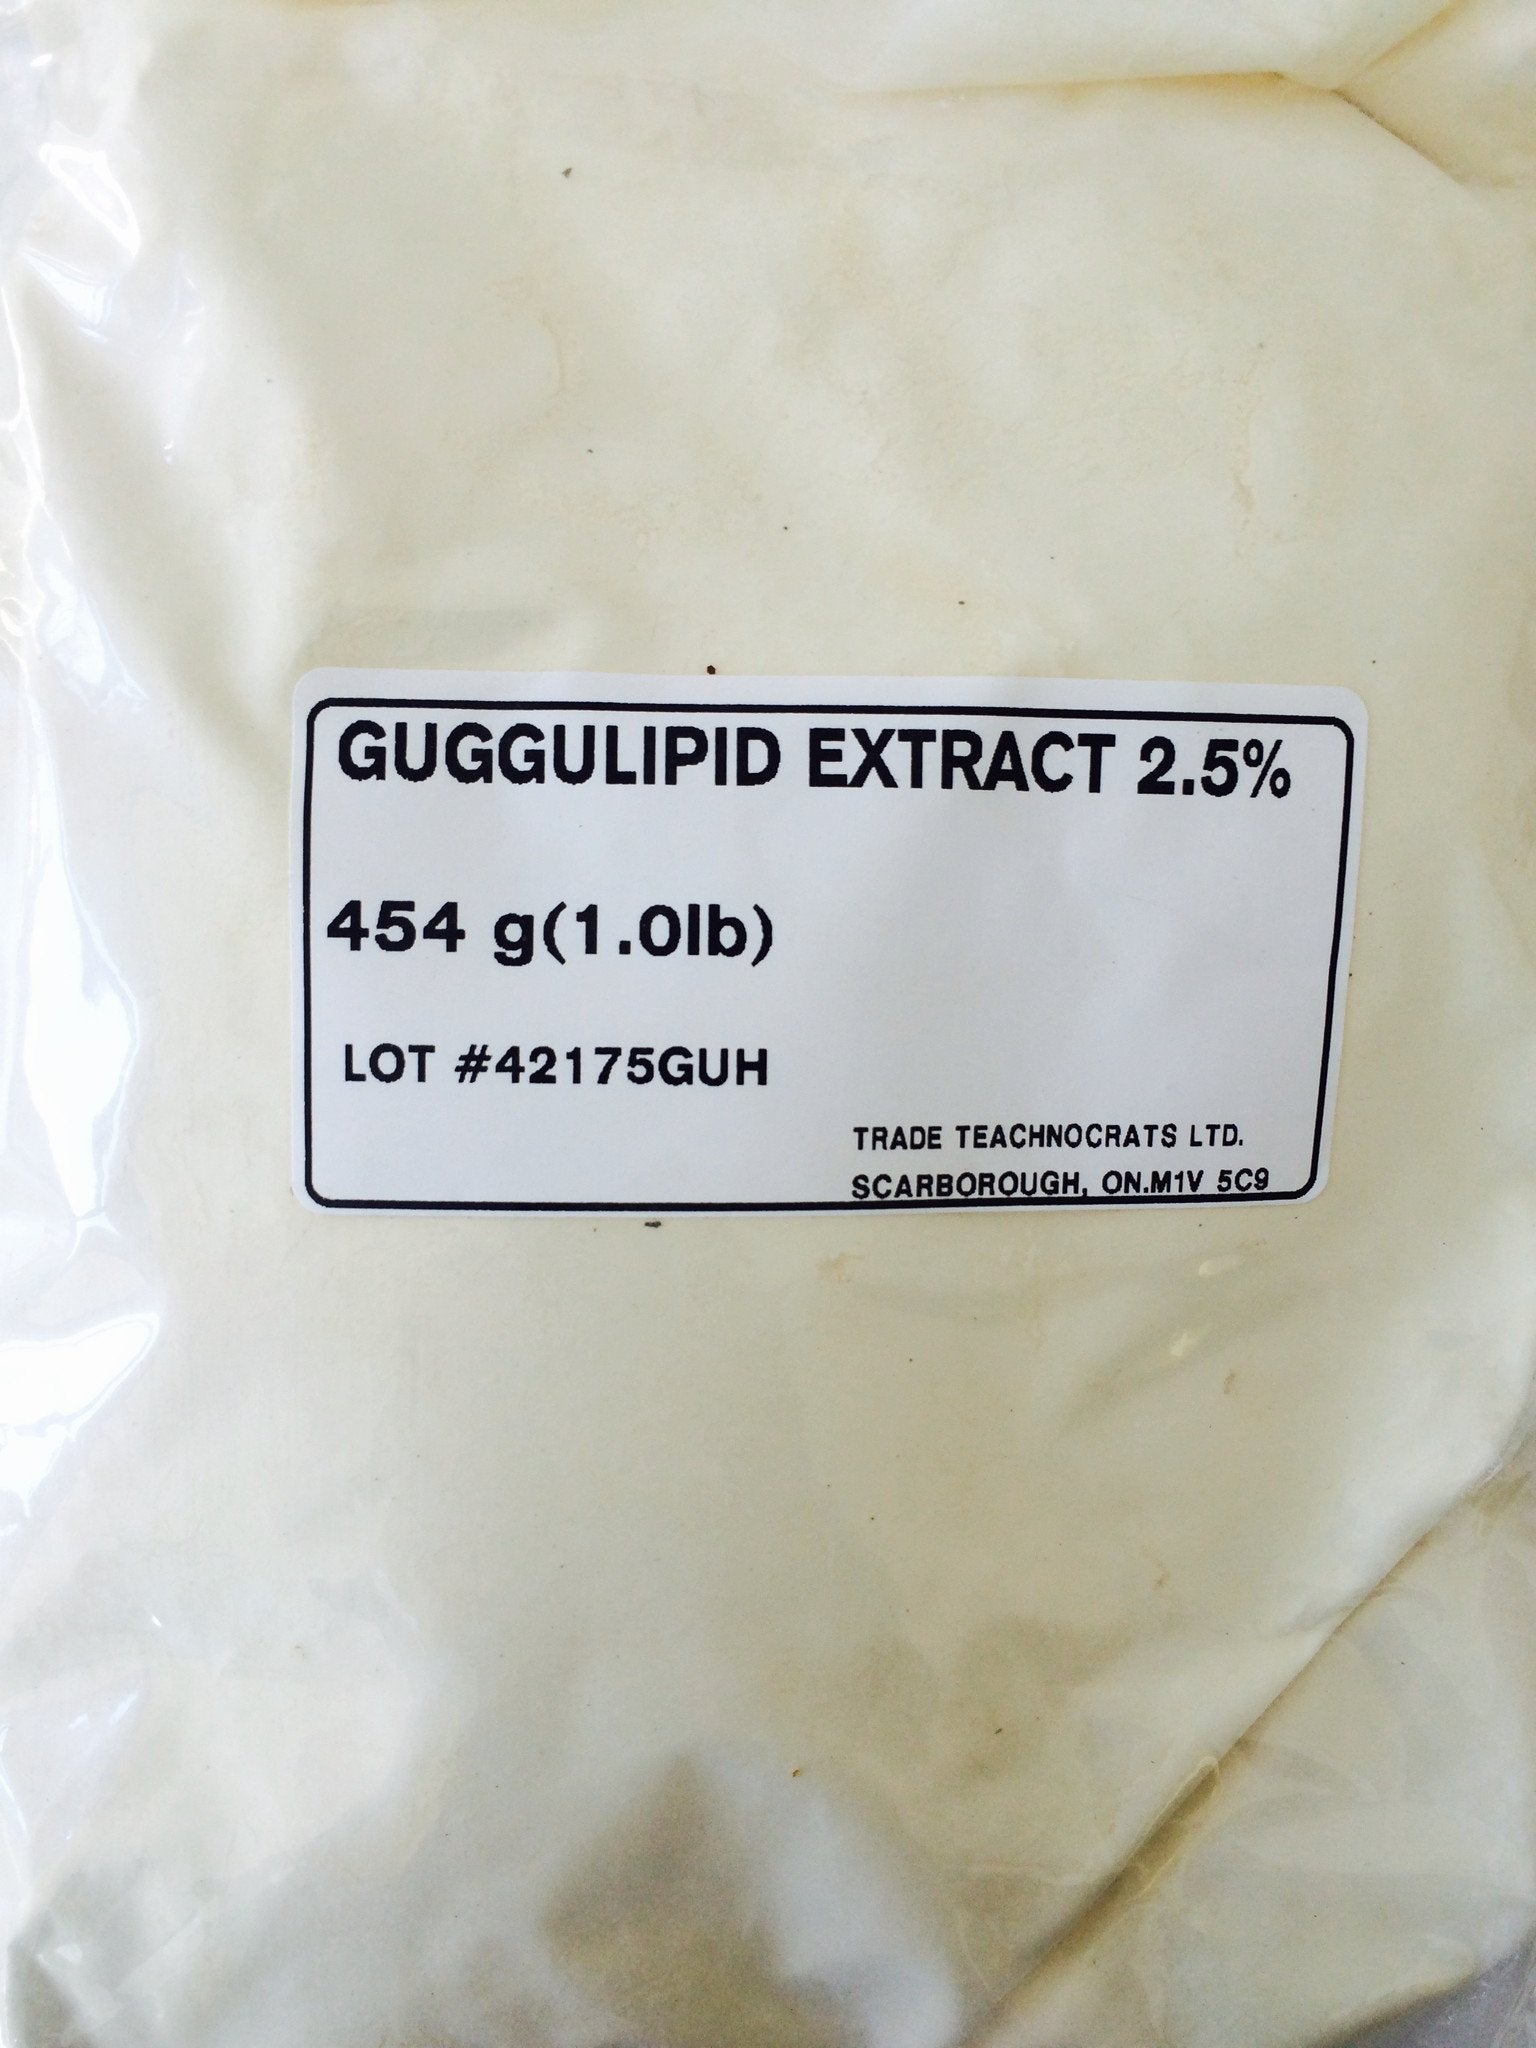 GUGGULIPID EXTRACT 2.5%
454 g(1.0lb)
LOT #42175GUH
TRADE TEACHNOCRATS LTD.
SCARBOROUGH, ON.M1V 5C9